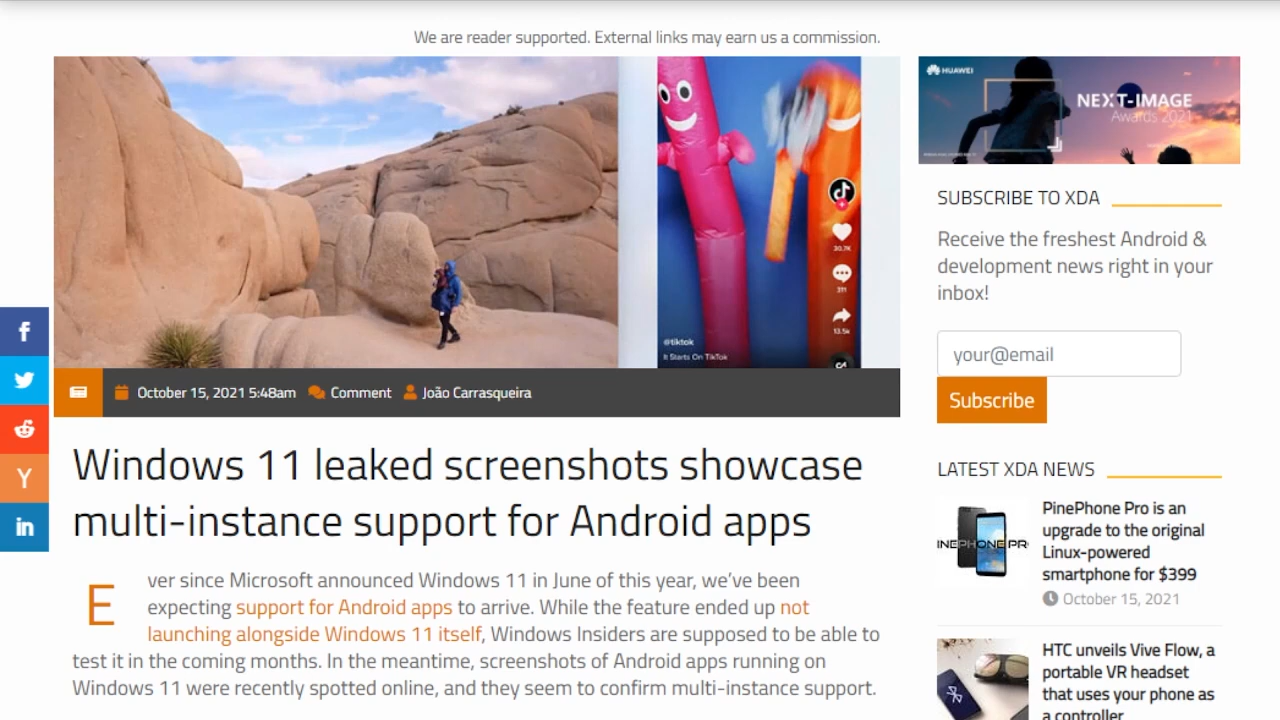 We are reader supported. External links may earn us a commission.
HUAWEI
NEXT-IMAGE
Awards 2021
30.7K
311
13.5k
@tiktok
It Starts On TikTok
October 15, 2021 5:48am
Comment
João Carrasqueira
Windows 11 leaked screenshots showcase
multi-instance support for Android apps
Ever since Microsoft announced Windows 11 in June of this year, we’ve been
expecting support for Android apps to arrive. While the feature ended up not
launching alongside Windows 11 itself, Windows Insiders are supposed to be able to
test it in the coming months. In the meantime, screenshots of Android apps running on
Windows 11 were recently spotted online, and they seem to confirm multi-instance support.
SUBSCRIBE TO XDA
Receive the freshest Android &
development news right in your
inbox!
your@email
Subscribe
LATEST XDA NEWS
INEPHONE PR
PinePhone Pro is an
upgrade to the original
Linux-powered
smartphone for $399
October 15, 2021
HTC unveils Vive Flow, a
portable VR headset
that uses your phone as
a controller